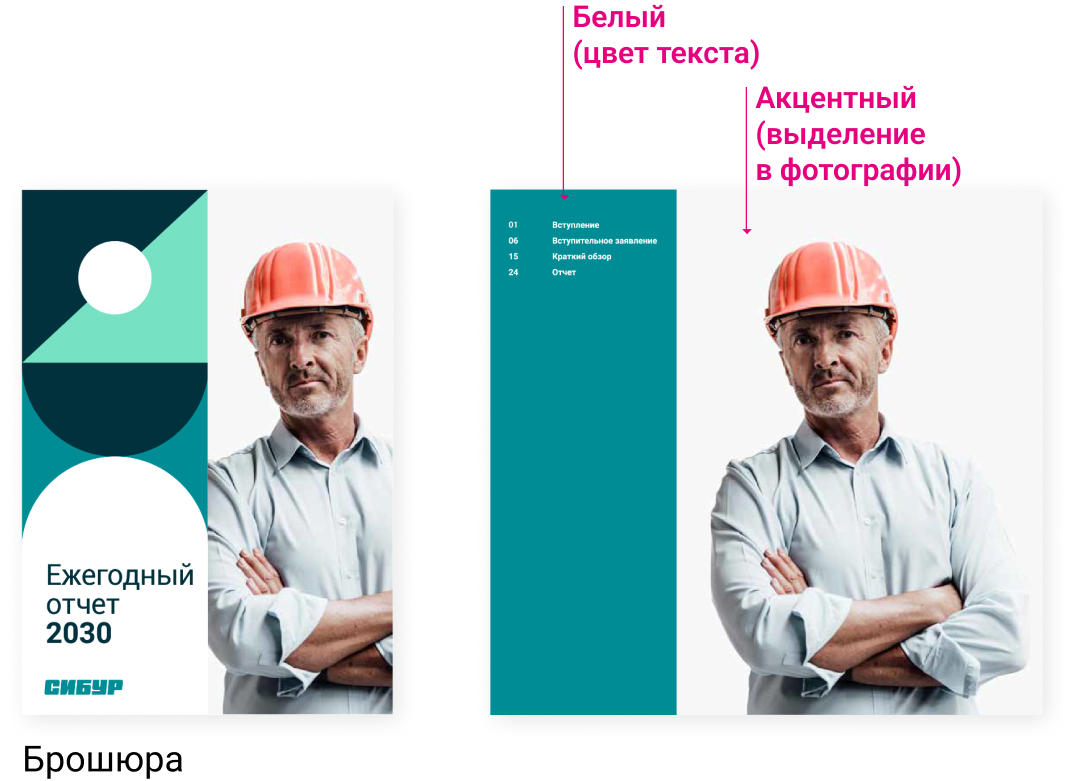 Белый
(цвет текста)
Акцентный
(выделение
в фотографии)
01 Вступление
06 Вступительное заявление
15 Краткий обзор
24 Отчет
Ежегодный
отчет
2030
СИБУР
Брошюра